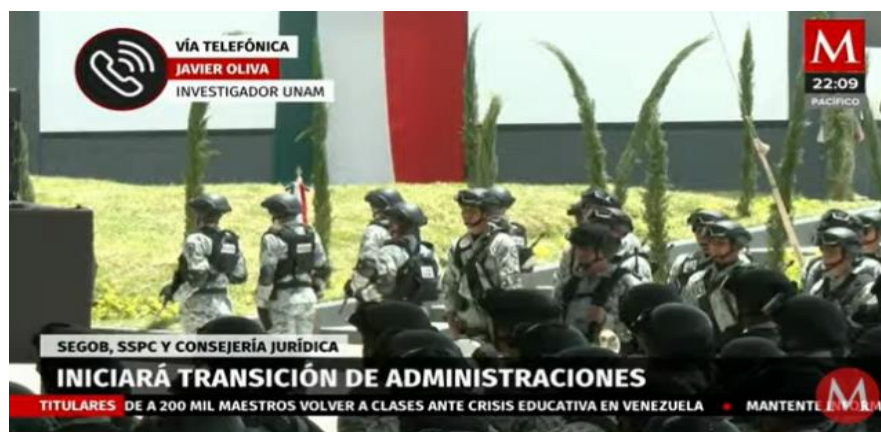 VÍA TELEFÓNICA
JAVIER OLIVA
INVESTIGADOR UNAM
M
22:09
PACÍFICO
SEGOB, SSPC Y CONSEJERÍA JURÍDICA
INICIARÁ TRANSICIÓN DE ADMINISTRACIONES
TITULARES DE A 200 MIL MAESTROS VOLVER A CLASES ANTE CRISIS EDUCATIVA EN VENEZUELA • MANTENTE
M